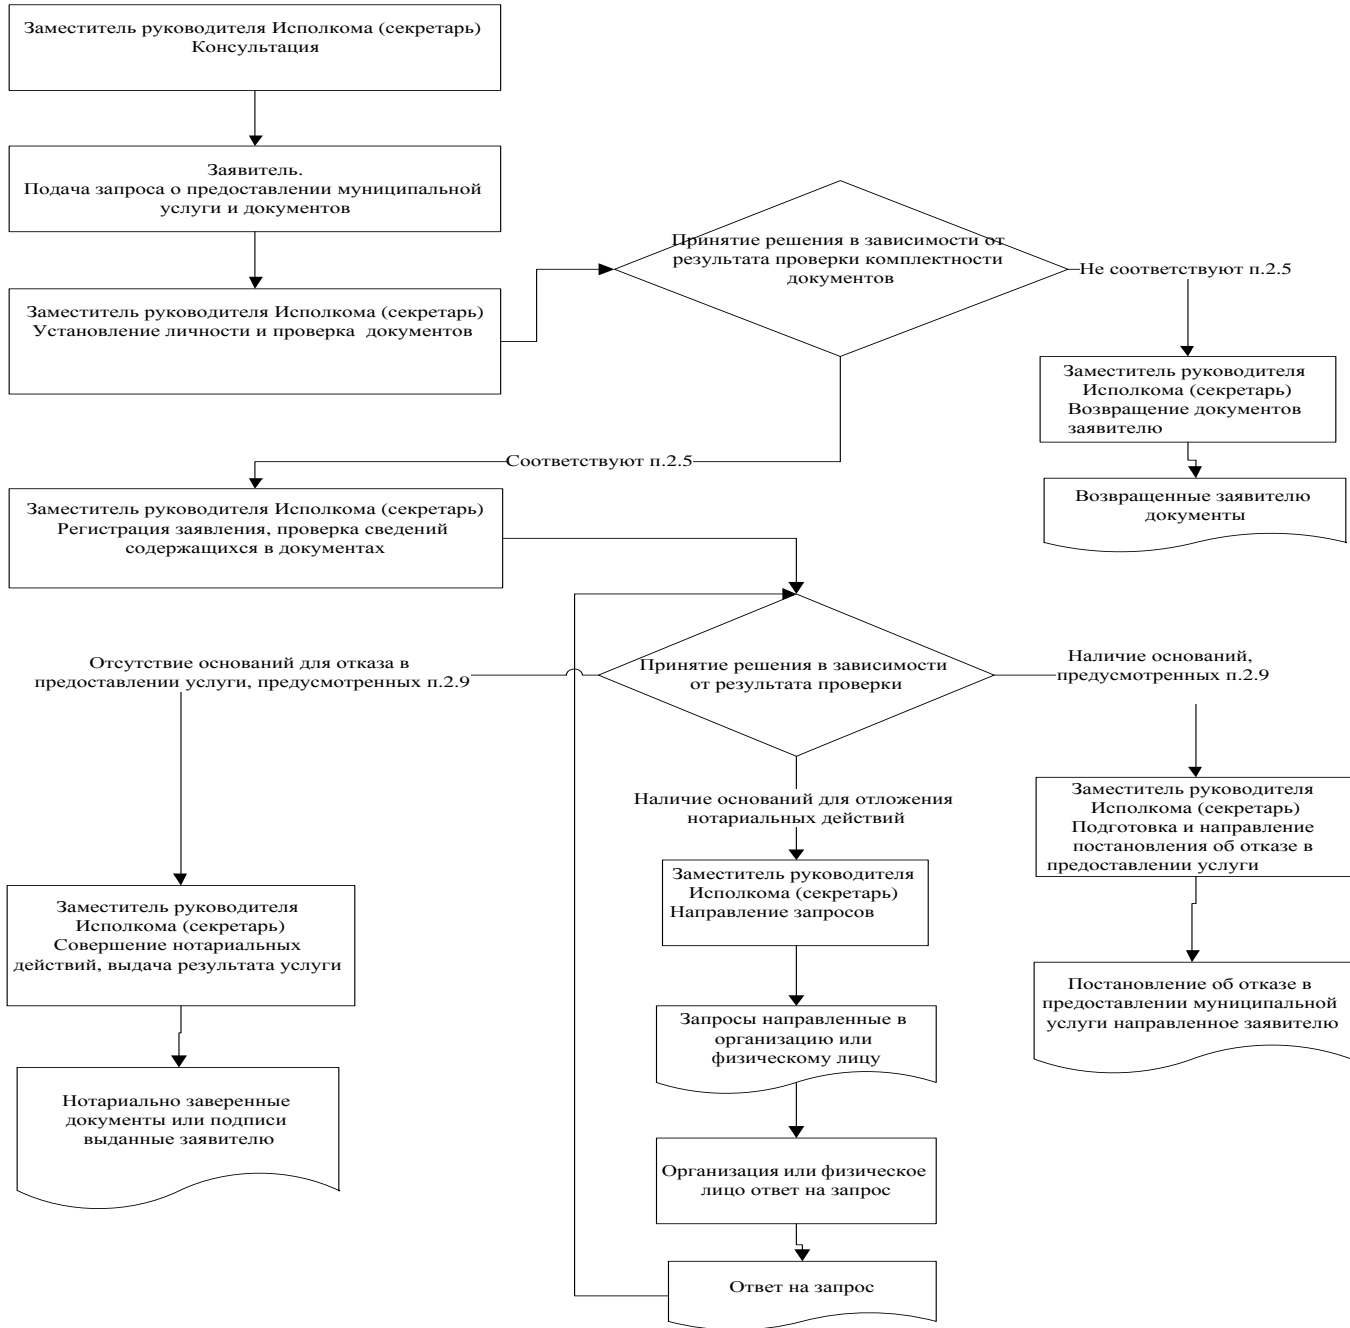 Заместитель руководителя Исполкома (секретарь)
Консультация
Заявитель.
Подача запроса о предоставлении муниципальной
услуги и документов
Заместитель руководителя Исполкома (секретарь)
Установление личности и проверка документов
Принятие решения в зависимости от
результата проверки комплектности
документов
Не соответствуют п.2.5
Заместитель руководителя
Исполкома (секретарь)
Возвращение документов
заявителю
Возвращенные заявителю
документы
Соответствуют п.2.5
Заместитель руководителя Исполкома (секретарь)
Регистрация заявления, проверка сведений
содержащихся в документах
Принятие решения в зависимости
от результата проверки
Отсутствие оснований для отказа в
предоставлении услуги, предусмотренных п.2.9
Наличие оснований,
предусмотренных п.2.9
Наличие оснований для отложения
нотариальных действий
Заместитель руководителя
Исполкома (секретарь)
Подготовка и направление
постановления об отказе в
предоставлении услуги
Заместитель руководителя
Исполкома (секретарь)
Направление запросов
Заместитель руководителя
Исполкома (секретарь)
Совершение нотариальных
действий, выдача результата услуги
Постановление об отказе в
предоставлении муниципальной
услуги направленное заявителю
Запросы направленные в
организацию или
физическому лицу
Нотариально заверенные
документы или подписи
выданные заявителю
Организация или физическое
лицо ответ на запрос
Ответ на запрос